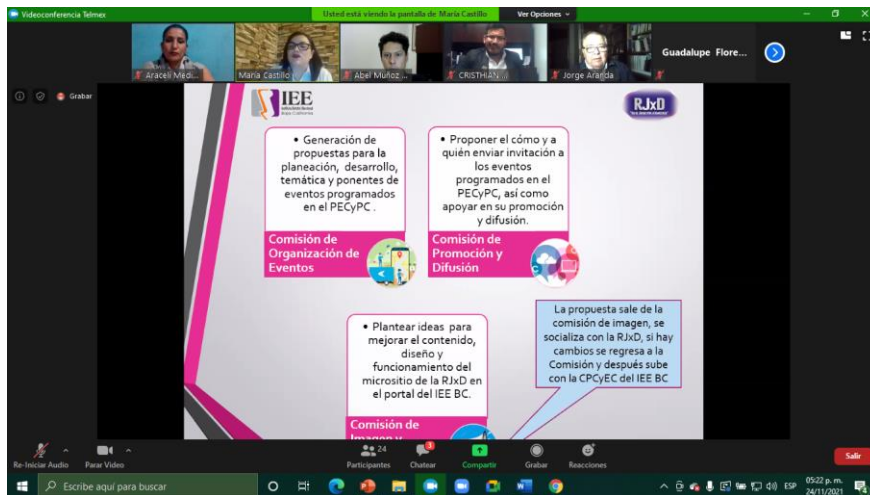 Videoconferencia Telmex
Usted está viendo la pantalla de María Castillo
Ver Opciones
Araceli Medi...
María Castillo
Abel Muñoz ...
CRISTHIAN
Jorge Aranda
Guadalupe Flore...
Grabar
IEE
RJxD
• Generación de
propuestas para la
planeación, desarrollo,
temática y ponentes de
eventos programados
en el PECyPC .
Comisión de
Organización de
Eventos
• Proponer el cómo y a
quién enviar invitación a
los eventos
programados en el
PECyPC, así como
apoyar en su promoción
y difusión.
Comisión de
Promoción y
Difusión
• Plantear ideas para
mejorar el contenido,
diseño y
funcionamiento del
micrositio de la RJxD en
el portal del IEE BC.
Comisión de
Imagen y
La propuesta sale de la
comisión de imagen, se
socializa con la RJxD, si hay
cambios se regresa a la
Comisión y después sube
con la CPCyEC del IEE BC
Re-Iniciar Audio
Parar Video
24
Participantes
3
Chatear
Compartir
Grabar
Reacciones
Salir
Escribe aquí para buscar
ESP
05:22 p. m.
24/11/2021